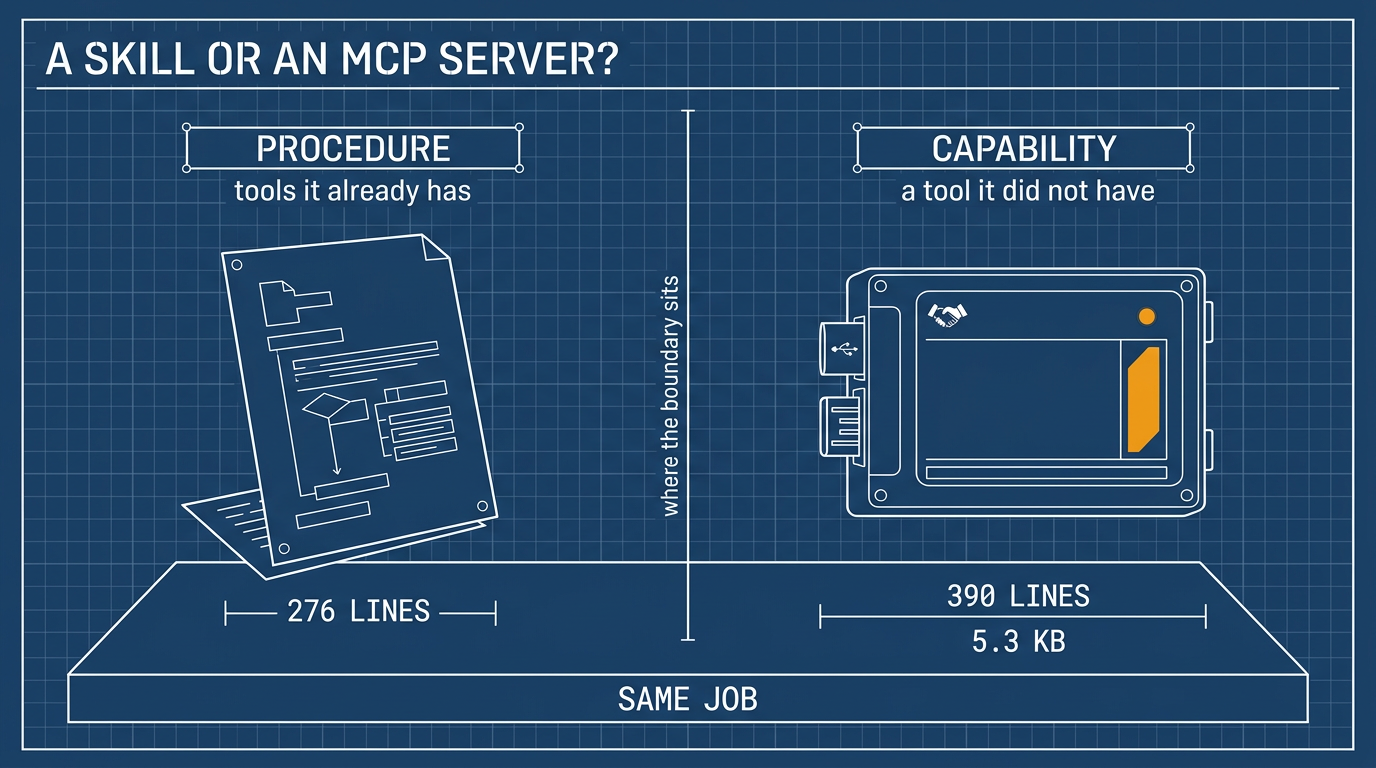 A SKILL OR AN MCP SERVER?
PROCEDURE
tools it already has
CAPABILITY
a tool it did not have
where the boundary sits
276 LINES
390 LINES
5.3 KB
SAME JOB